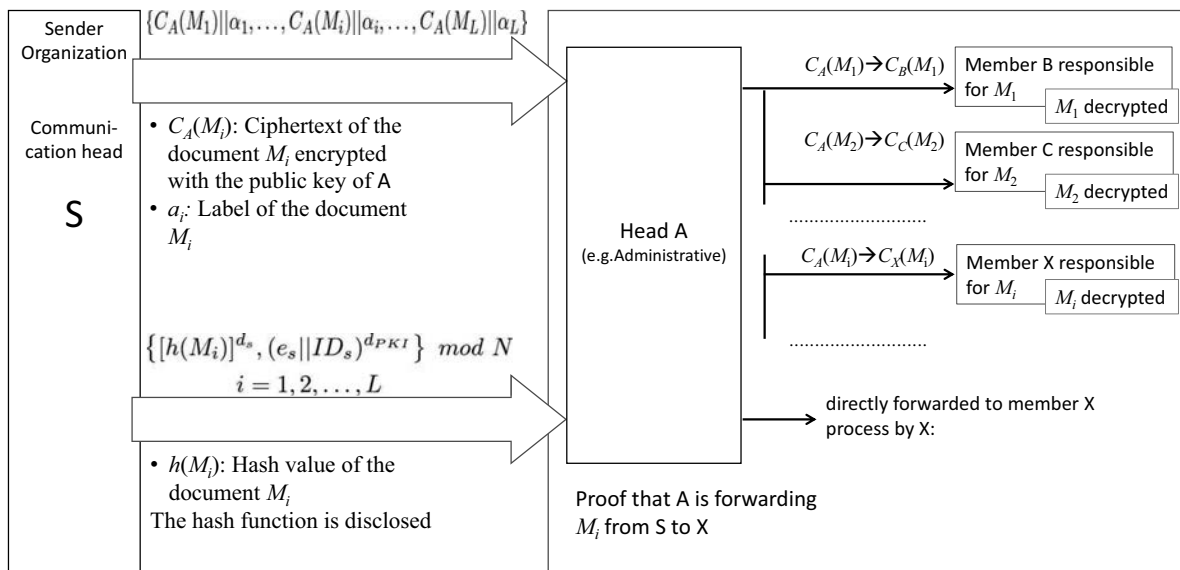 Sender
Organization
Communi-
cation head
S
{C_A(M_1)||α_1,…,C_A(M_i)||α_i,…,C_A(M_L)||α_L}
• C_A(M_i): Ciphertext of the
document M_i encrypted
with the public key of A
• a_i: Label of the document
M_i
{[h(M_i)]^{d_s}, (e_s||ID_s)^{d_{PKI}}} mod N
i = 1, 2, . . . , L
• h(M_i): Hash value of the
document M_i
The hash function is disclosed
Head A
(e.g.Administrative)
C_A(M_1)→C_B(M_1)
Member B responsible
for M_1
M_1 decrypted
C_A(M_2)→C_C(M_2)
Member C responsible
for M_2
M_2 decrypted
................................
C_A(M_i)→C_X(M_i)
Member X responsible
for M_i
M_i decrypted
................................
directly forwarded to member X
process by X:
Proof that A is forwarding
M_i from S to X